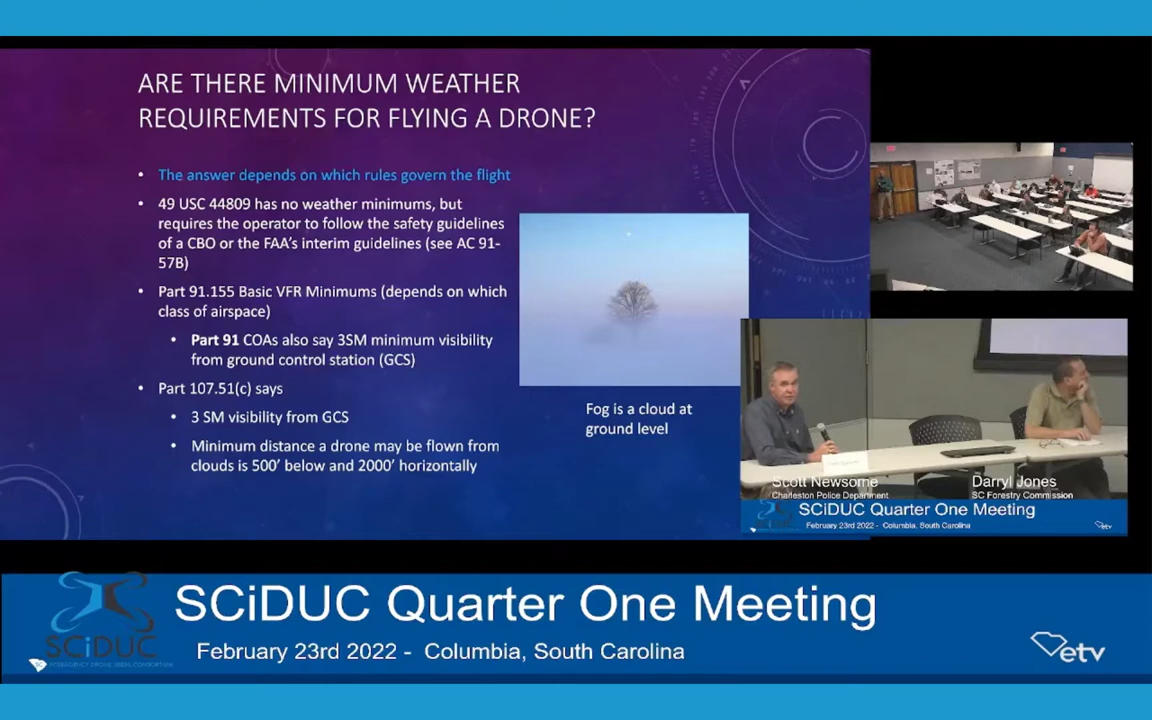 ARE THERE MINIMUM WEATHER
REQUIREMENTS FOR FLYING A DRONE?
• The answer depends on which rules govern the flight
• 49 USC 44809 has no weather minimums, but
requires the operator to follow the safety guidelines
of a CBO or the FAA's interim guidelines (see AC 91-
57B)
• Part 91.155 Basic VFR Minimums (depends on which
class of airspace)
• Part 91 COAs also say 3SM minimum visibility
from ground control station (GCS)
• Part 107.51(c) says
• 3 SM visibility from GCS
• Minimum distance a drone may be flown from
clouds is 500' below and 2000' horizontally
Fog is a cloud at
ground level
Scott Newsome
Charleston Police Department
Darryl Jones
SC Forestry Commission
SCiDUC Quarter One Meeting
February 23rd 2022 - Columbia, South Carolina
etv
SCiDUC Quarter One Meeting
February 23rd 2022 - Columbia, South Carolina
SCiDUC
INTERAGENCY DRONE USERS CONSORTIUM
etv